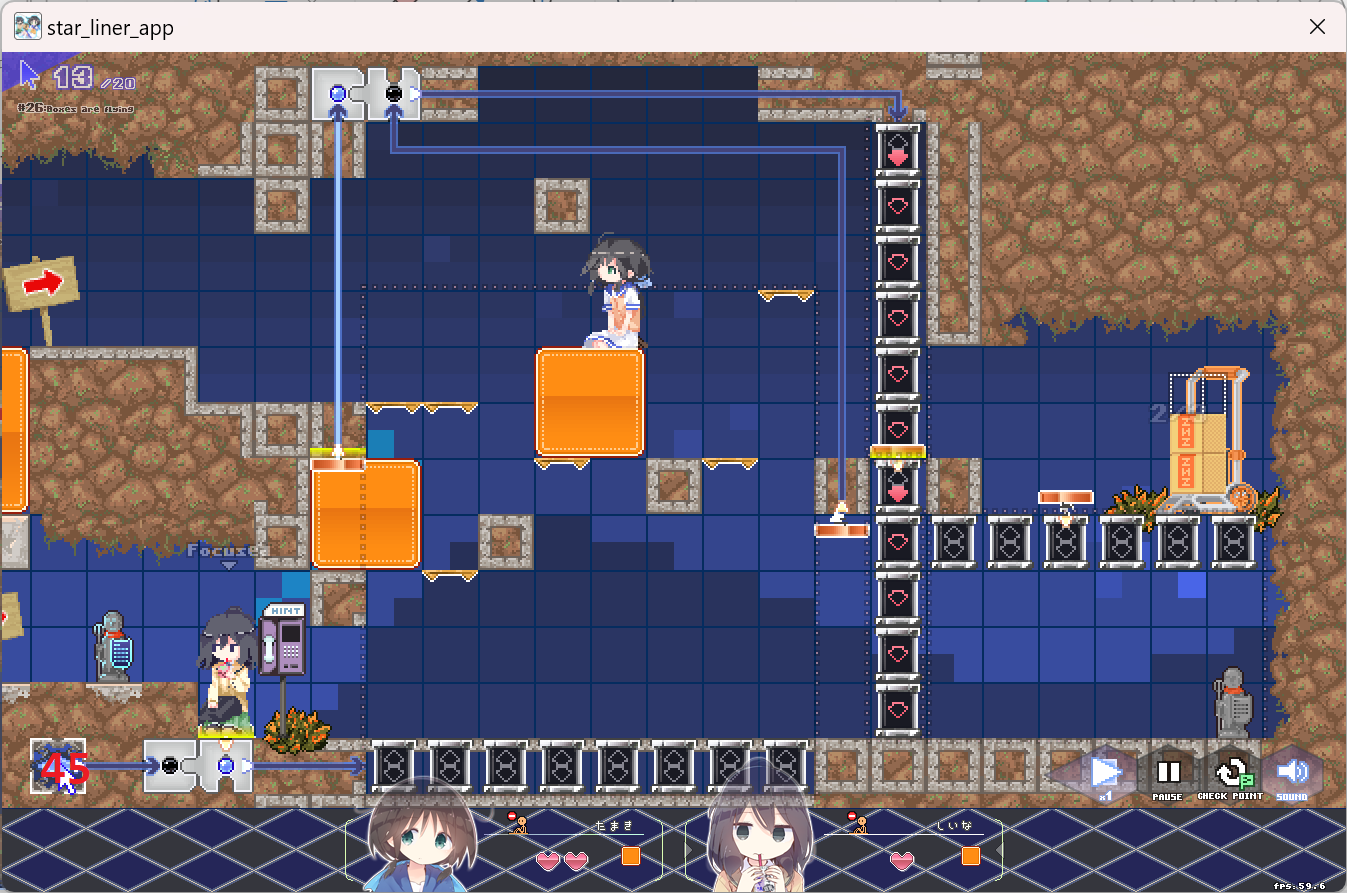 star_liner_app
13 /20
#26:Boxes are flying
Focused
HINT
45
x1
PAUSE
CHECK POINT
SOUND
たまき
しいな
fps:59.6